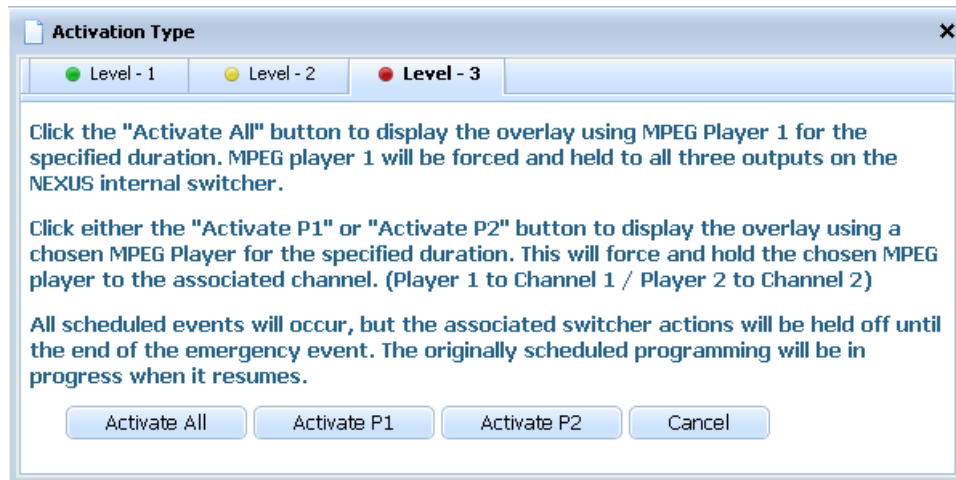 Activation Type
Level - 1
Level - 2
Level - 3
Click the "Activate All" button to display the overlay using MPEG Player 1 for the
specified duration. MPEG player 1 will be forced and held to all three outputs on the
NEXUS internal switcher.
Click either the "Activate P1" or "Activate P2" button to display the overlay using a
chosen MPEG Player for the specified duration. This will force and hold the chosen MPEG
player to the associated channel. (Player 1 to Channel 1 / Player 2 to Channel 2)
All scheduled events will occur, but the associated switcher actions will be held off until
the end of the emergency event. The originally scheduled programming will be in
progress when it resumes.
Activate All
Activate P1
Activate P2
Cancel